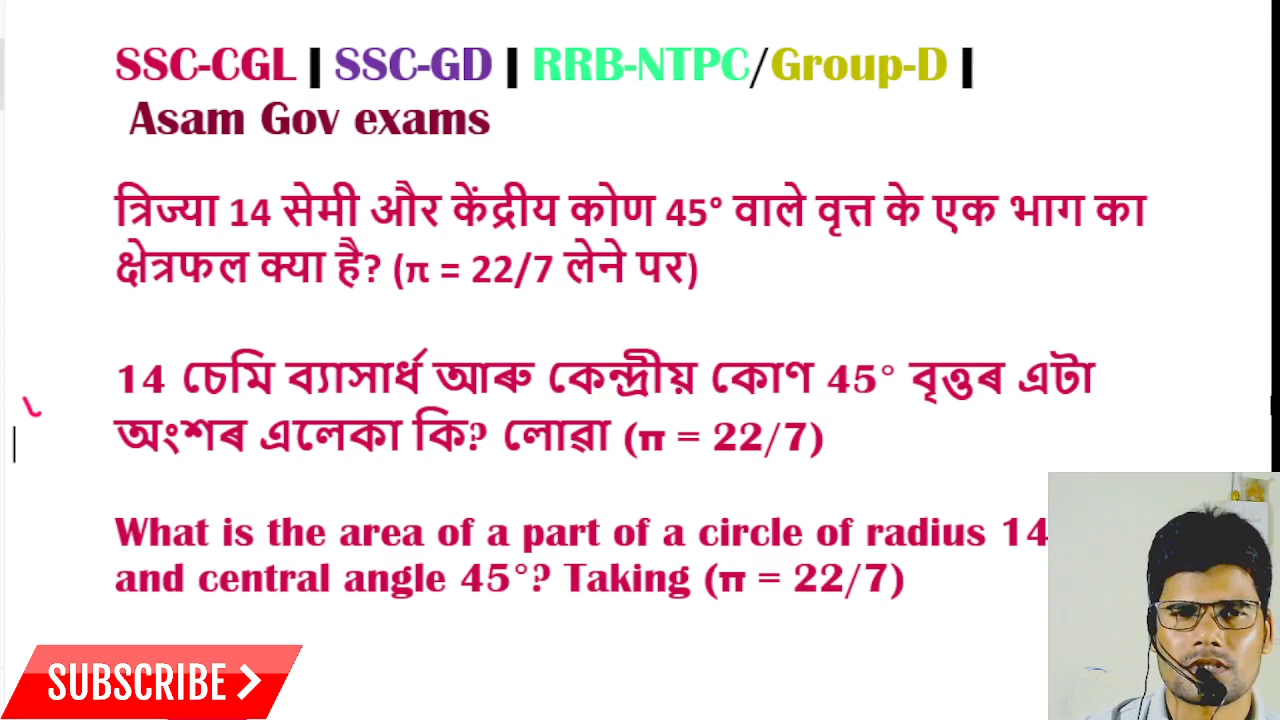 SSC-CGL | SSC-GD | RRB-NTPC/Group-D |
Asam Gov exams
त्रिज्या 14 सेमी और केंद्रीय कोण 45° वाले वृत्त के एक भाग का
क्षेत्रफल क्या है? (π = 22/7 लेने पर)
14 চেমি ব্যাসাৰ্ধ আৰু কেন্দ্ৰীয় কোণ 45° বৃত্তৰ এটা
অংশৰ এলেকা কি? লোৱা (π = 22/7)
What is the area of a part of a circle of radius 14
and central angle 45°? Taking (π = 22/7)
SUBSCRIBE